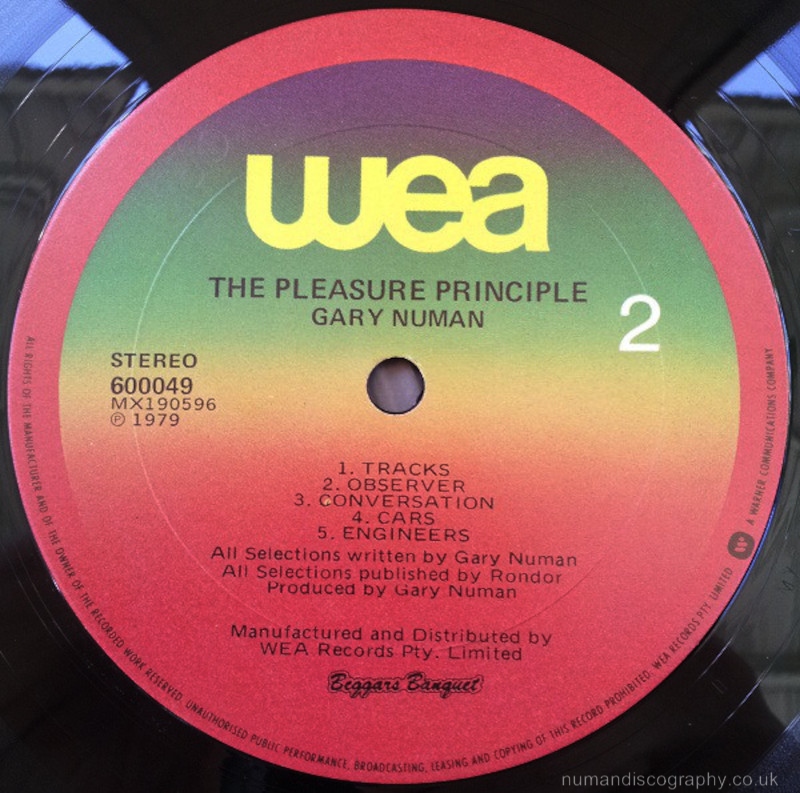 wea
THE PLEASURE PRINCIPLE
GARY NUMAN
2
STEREO
600049
MX190596
Ⓟ 1979
1. TRACKS
2. OBSERVER
3. CONVERSATION
4. CARS
5. ENGINEERS
All Selections written by Gary Numan
All Selections published by Rondor
Produced by Gary Numan
Manufactured and Distributed by
WEA Records Pty. Limited
Beggars Banquet
ALL RIGHTS OF THE MANUFACTURER AND OF THE OWNER OF THE RECORDED WORK RESERVED. UNAUTHORISED PUBLIC PERFORMANCE, BROADCASTING, LEASING AND COPYING OF THIS RECORD PROHIBITED. WEA RECORDS PTY. LIMITED A WARNER COMMUNICATIONS COMPANY
numandiscography.co.uk